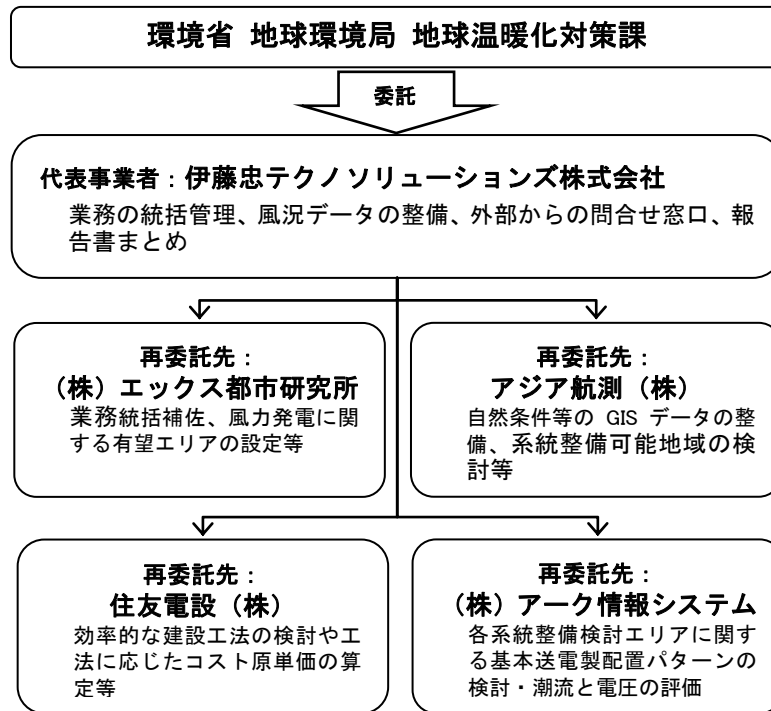 環境省 地球環境局 地球温暖化対策課
委託
代表事業者：伊藤忠テクノソリューションズ株式会社
業務の統括管理、風況データの整備、外部からの問合せ窓口、報
告書まとめ
再委託先：
（株）エックス都市研究所
業務統括補佐、風力発電に関
する有望エリアの設定等
再委託先：
アジア航測（株）
自然条件等の GIS データの整
備、系統整備可能地域の検
討等
再委託先：
住友電設（株）
効率的な建設工法の検討や工
法に応じたコスト原単価の算
定等
再委託先：
（株）アーク情報システム
各系統整備検討エリアに関す
る基本送電製配置パターンの
検討・潮流と電圧の評価